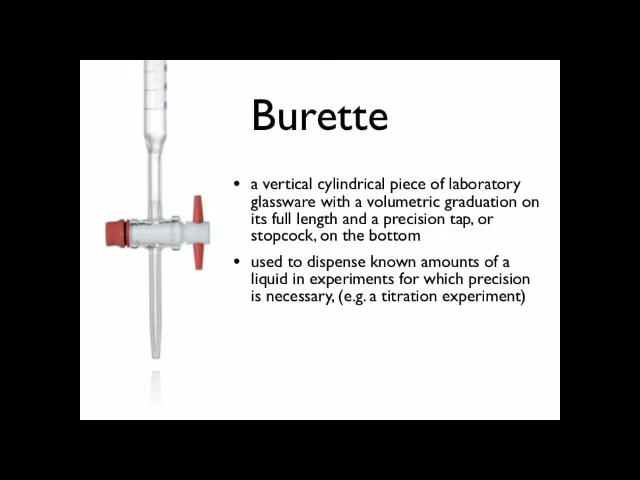 Burette
• a vertical cylindrical piece of laboratory
glassware with a volumetric graduation on
its full length and a precision tap, or
stopcock, on the bottom
• used to dispense known amounts of a
liquid in experiments for which precision
is necessary, (e.g. a titration experiment)